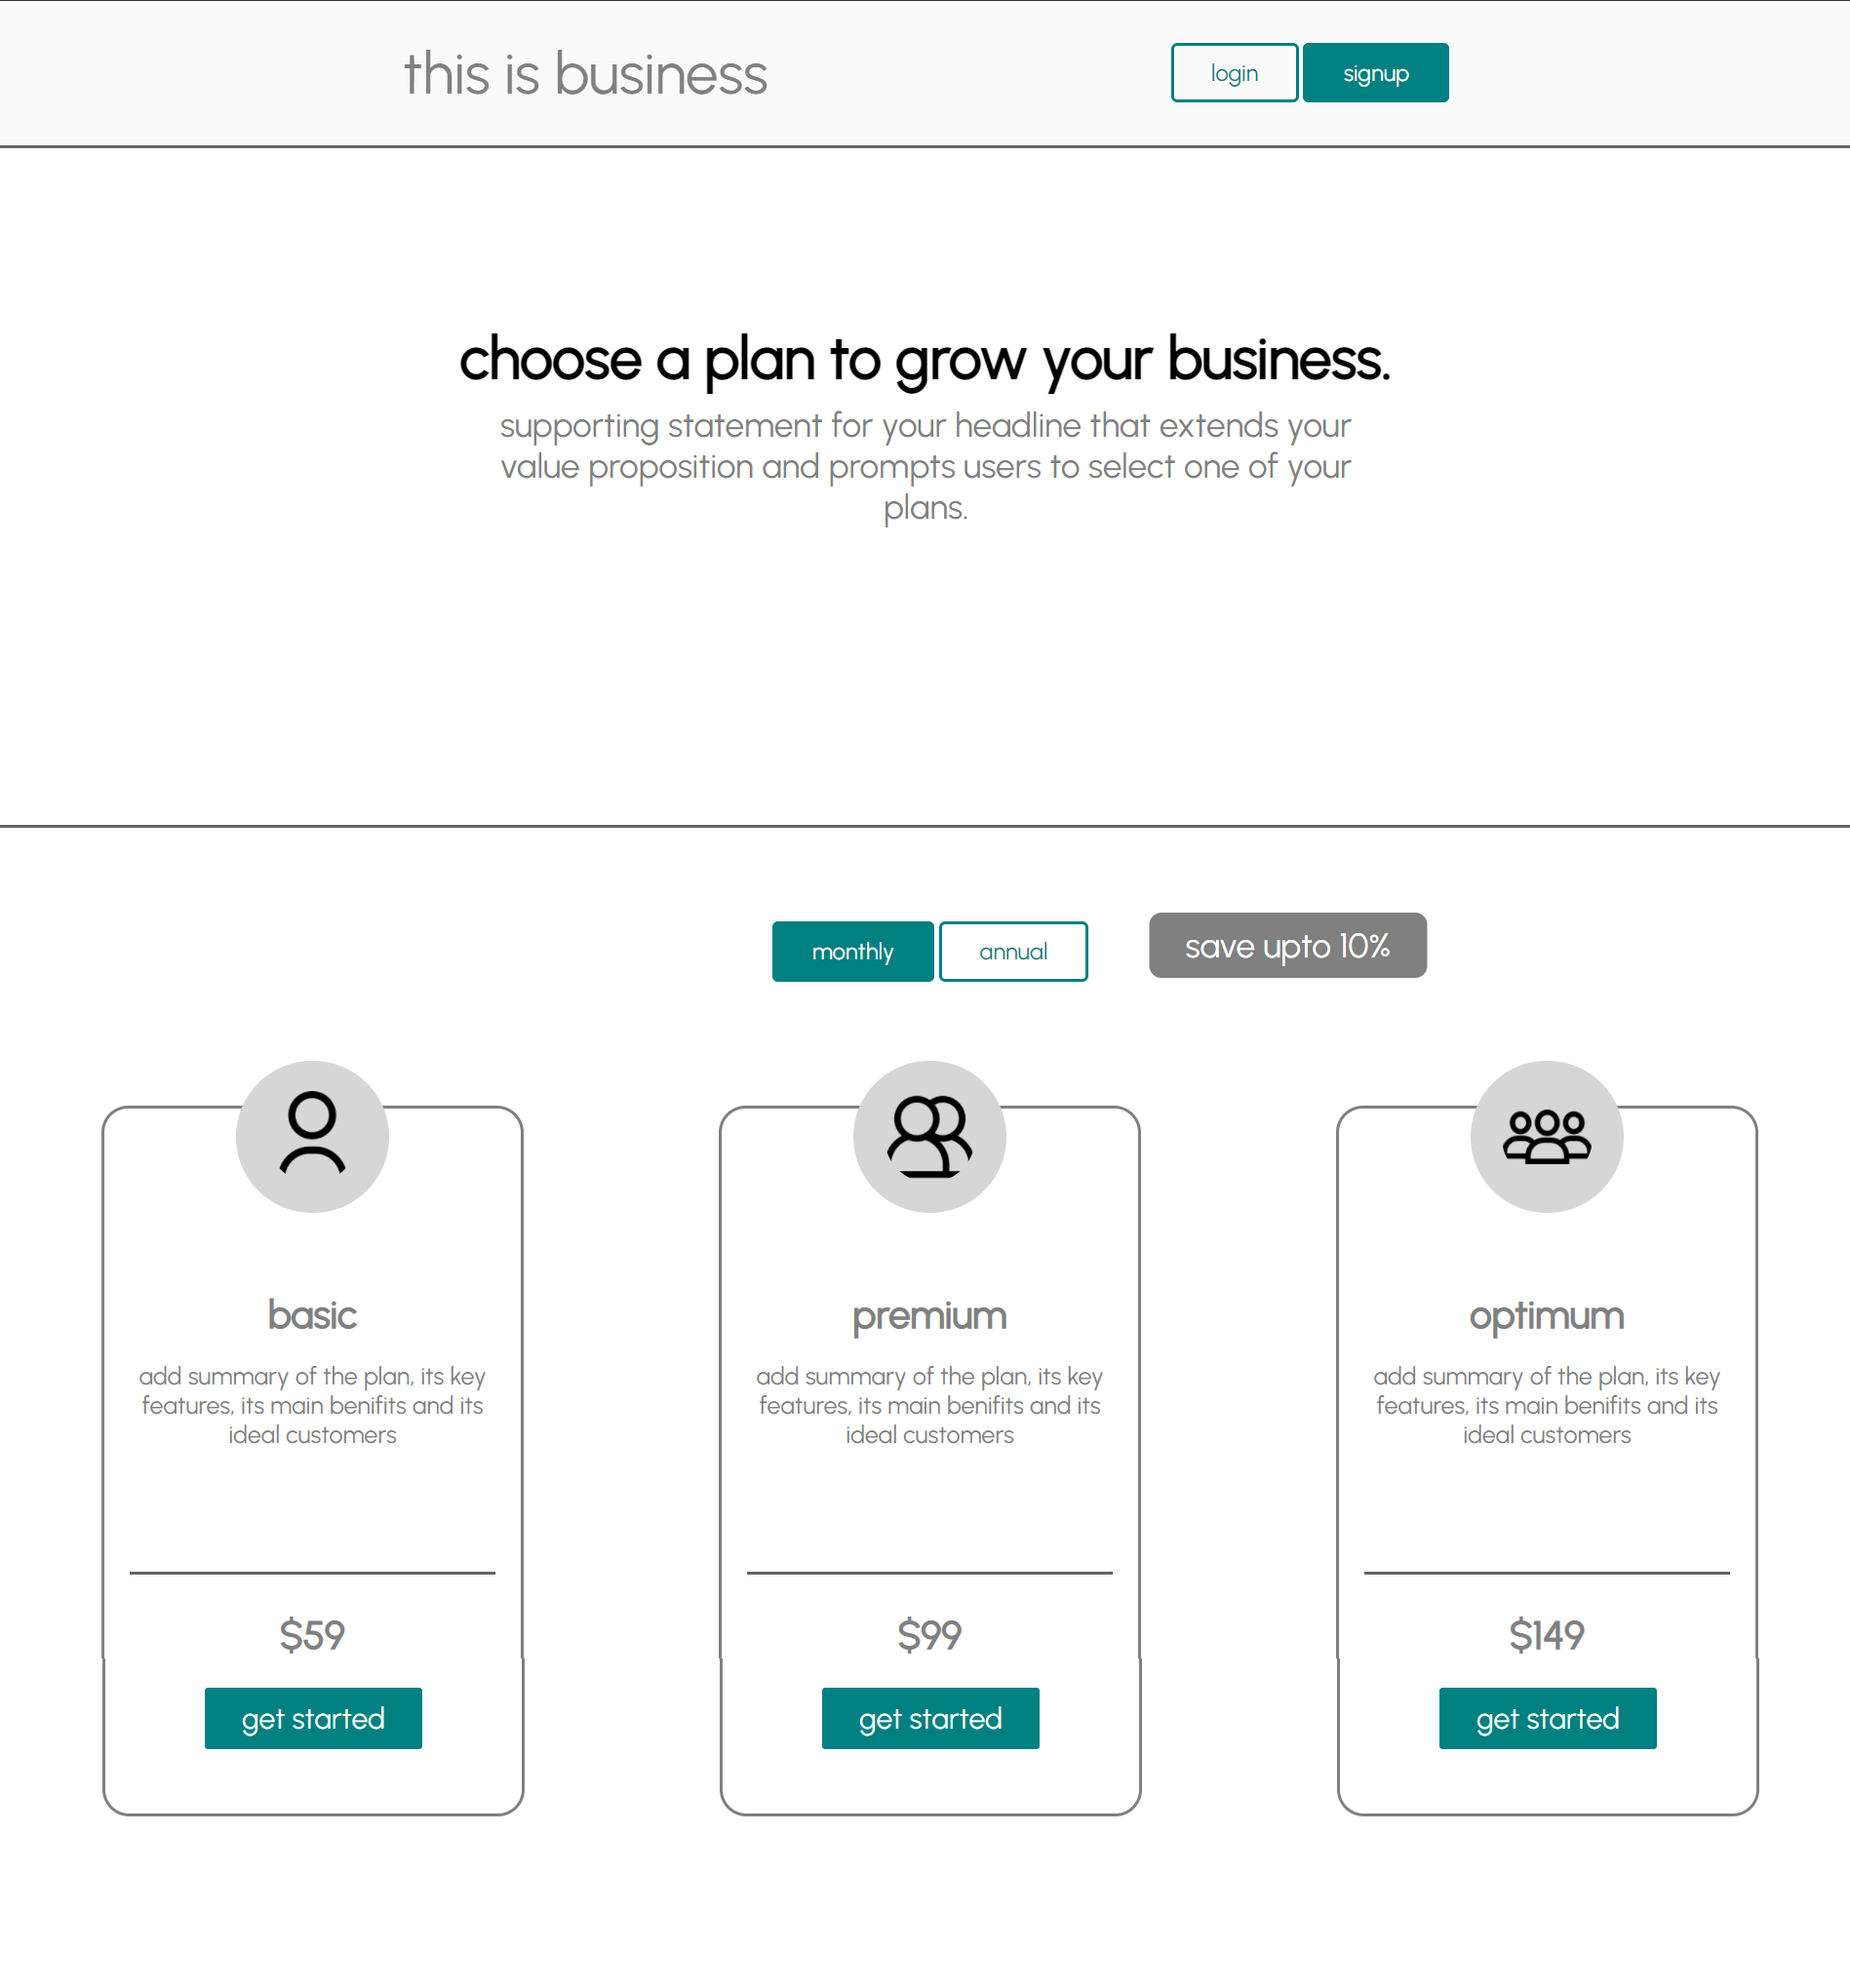 this is business
login
signup
choose a plan to grow your business.
supporting statement for your headline that extends your
value proposition and prompts users to select one of your
plans.
monthly
annual
save upto 10%
basic
add summary of the plan, its key
features, its main benifits and its
ideal customers
$59
get started
premium
add summary of the plan, its key
features, its main benifits and its
ideal customers
$99
get started
optimum
add summary of the plan, its key
features, its main benifits and its
ideal customers
$149
get started